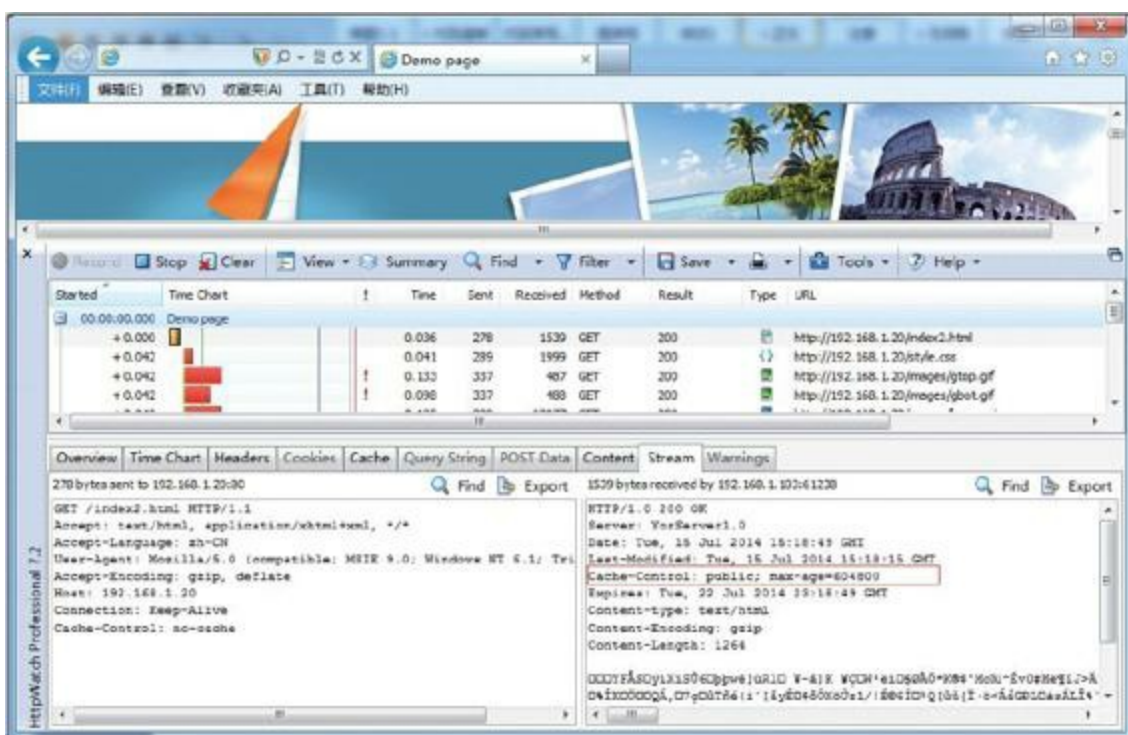 Demo page
文件(F) 编辑(E) 查看(V) 收藏夹(A) 工具(T) 帮助(H)
Record Stop Clear View Summary Find Filter Save Tools Help
Started Time Chart ! Time Sent Received Method Result Type URL
00:00:00.000 Demo page
+0.000 0.036 278 1539 GET 200 http://192.168.1.20/index2.html
+0.042 0.041 289 1999 GET 200 http://192.168.1.20/style.css
+0.042 ! 0.133 337 487 GET 200 http://192.168.1.20/images/gtop.gif
+0.042 ! 0.098 337 488 GET 200 http://192.168.1.20/images/gbot.gif
Overview Time Chart Headers Cookies Cache Query String POST Data Content Stream Warnings
278 bytes sent to 192.168.1.20:80 Find Export
GET /index2.html HTTP/1.1
Accept: text/html, application/xhtml+xml, */*
Accept-Language: zh-CN
User-Agent: Mozilla/5.0 (compatible; MSIE 9.0; Windows NT 6.1; Tri
Accept-Encoding: gzip, deflate
Host: 192.168.1.20
Connection: Keep-Alive
Cache-Control: no-cache
1539 bytes received by 192.168.1.103:61238 Find Export
HTTP/1.0 200 OK
Server: YorServer1.0
Date: Tue, 15 Jul 2014 15:18:49 GMT
Last-Modified: Tue, 15 Jul 2014 15:18:15 GMT
Cache-Control: public; max-age=604800
Expires: Tue, 22 Jul 2014 15:18:49 GMT
Content-type: text/html
Content-Encoding: gzip
Content-Length: 1264
HttpWatch Professional 7.2